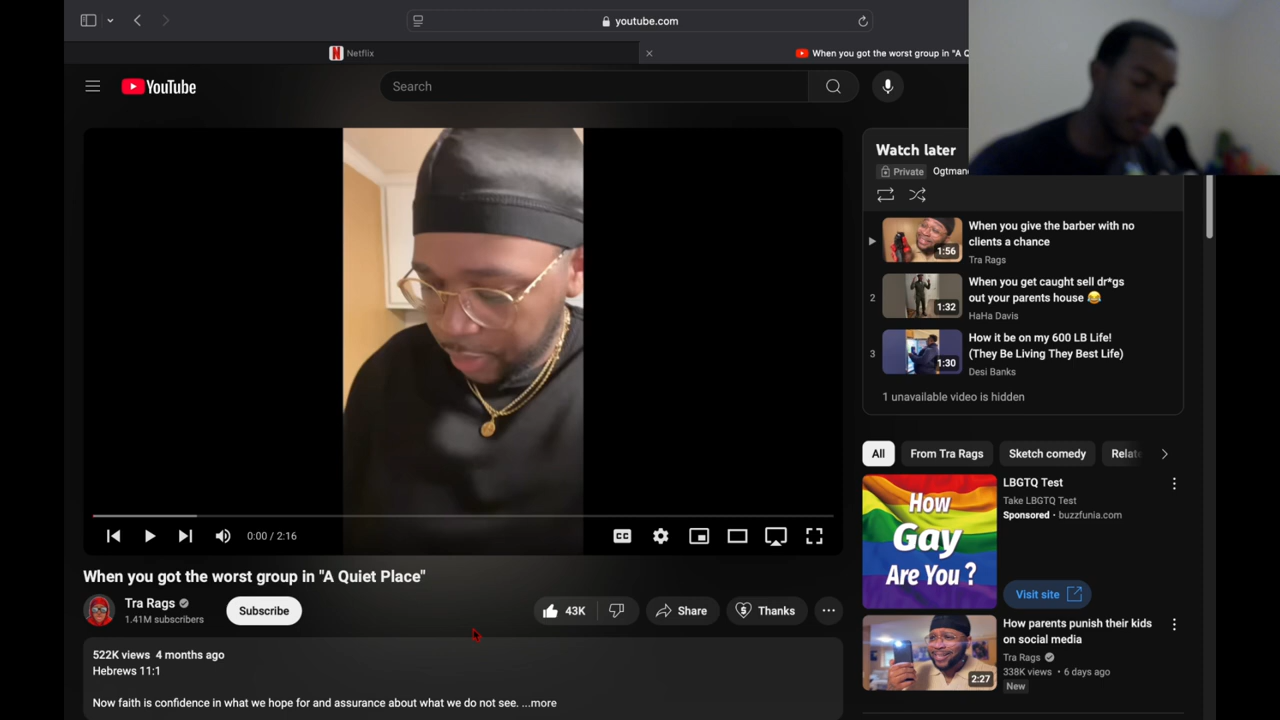 youtube.com
Netflix
When you got the worst group in "A Q
YouTube
Search
Watch later
Private
Ogtman
When you give the barber with no
clients a chance
1:56
Tra Rags
2
When you get caught sell dr*gs
out your parents house 😂
1:32
HaHa Davis
3
How it be on my 600 LB Life!
(They Be Living They Best Life)
1:30
Desi Banks
1 unavailable video is hidden
All
From Tra Rags
Sketch comedy
Relate
How
Gay
Are You ?
LBGTQ Test
Take LBGTQ Test
Sponsored • buzzfunia.com
Visit site
0:00 / 2:16
CC
When you got the worst group in "A Quiet Place"
Tra Rags
1.41M subscribers
Subscribe
43K
Share
Thanks
How parents punish their kids
on social media
Tra Rags
338K views • 6 days ago
New
2:27
522K views 4 months ago
Hebrews 11:1
Now faith is confidence in what we hope for and assurance about what we do not see. ...more